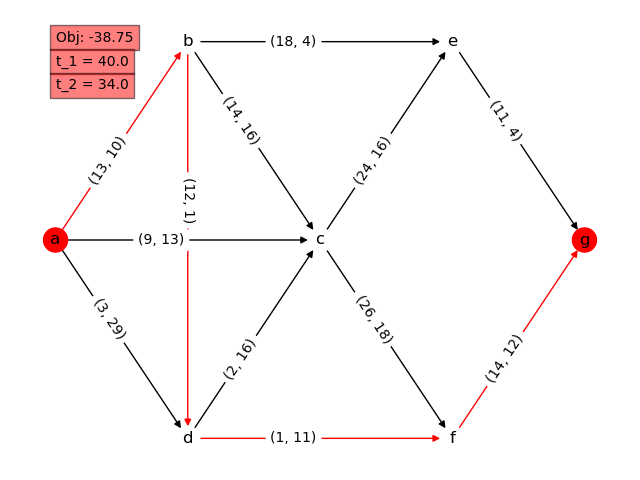 Obj: -38.75
t_1 = 40.0
t_2 = 34.0
b
(18, 4)
e
(13, 10)
(14, 16)
(24, 16)
(11, 4)
(12, 1)
a
(9, 13)
c
g
(3, 29)
(2, 16)
(26, 18)
(14, 12)
d
(1, 11)
f